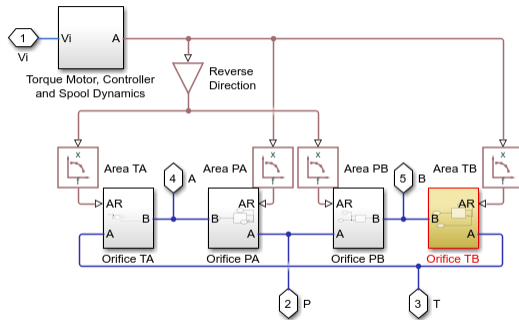 1
Vi
Vi
A
Torque Motor, Controller
and Spool Dynamics
Reverse
Direction
x
Area TA
Area PA
x
x
Area PB
Area TB
x
f
f
f
f
4
A
5
B
AR
B
A
Orifice TA
AR
B
A
Orifice PA
AR
B
A
Orifice PB
AR
B
A
Orifice TB
2
P
3
T